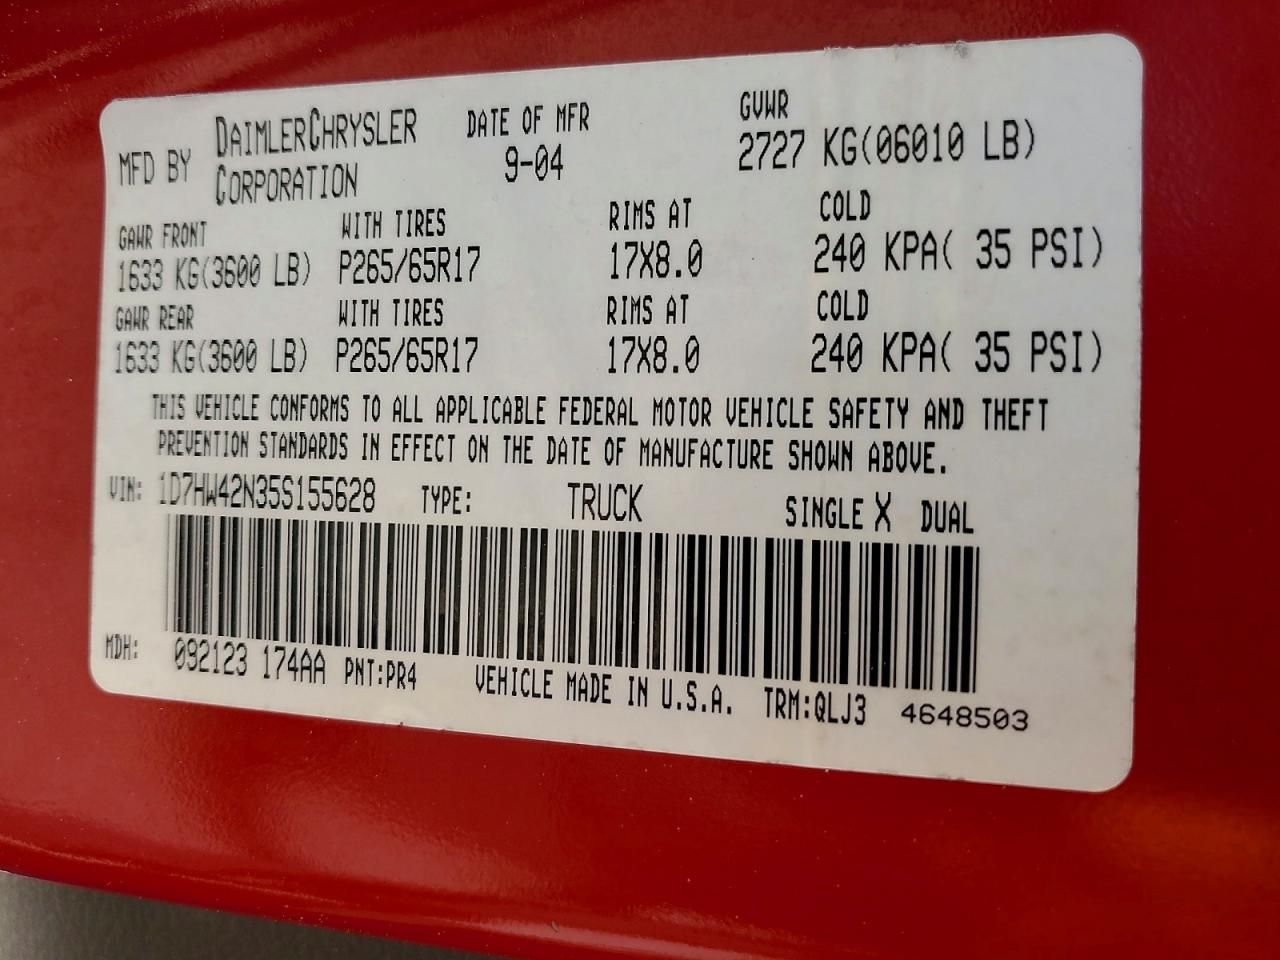 MFD BY DAIMLERCHRYSLER CORPORATION DATE OF MFR 9-04 GVWR 2727 KG(06010 LB)
GAWR FRONT WITH TIRES RIMS AT COLD
1633 KG(3600 LB) P265/65R17 17X8.0 240 KPA( 35 PSI)
GAWR REAR WITH TIRES RIMS AT COLD
1633 KG(3600 LB) P265/65R17 17X8.0 240 KPA( 35 PSI)
THIS VEHICLE CONFORMS TO ALL APPLICABLE FEDERAL MOTOR VEHICLE SAFETY AND THEFT
PREVENTION STANDARDS IN EFFECT ON THE DATE OF MANUFACTURE SHOWN ABOVE.
VIN: 1D7HW42N35S155628 TYPE: TRUCK SINGLE X DUAL
MDH: 092123 174AA PNT:PR4 VEHICLE MADE IN U.S.A. TRM:QLJ3 4648503